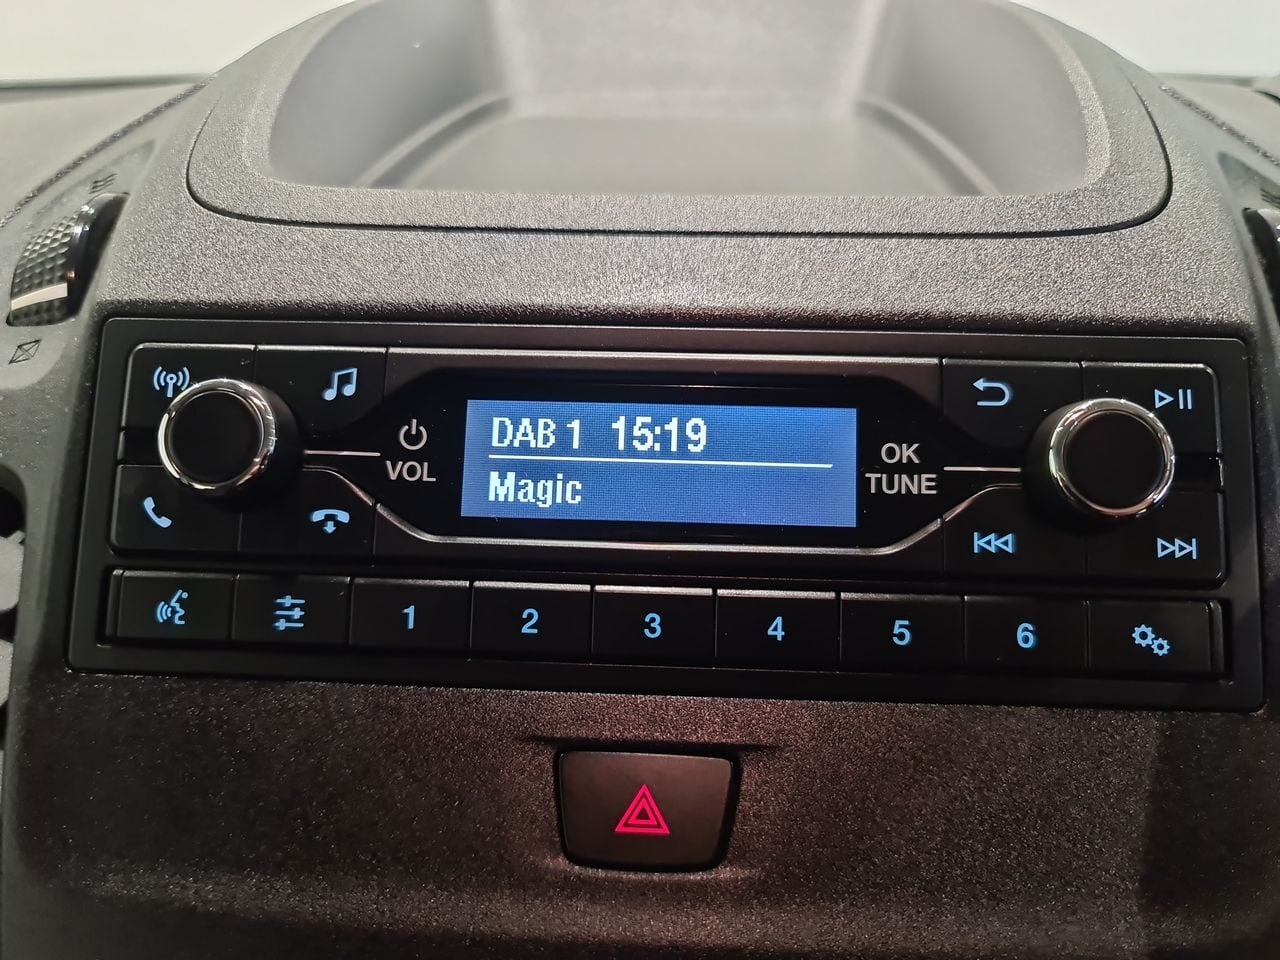 DAB 1 15:19
Magic
VOL
OK
TUNE
1 2 3 4 5 6